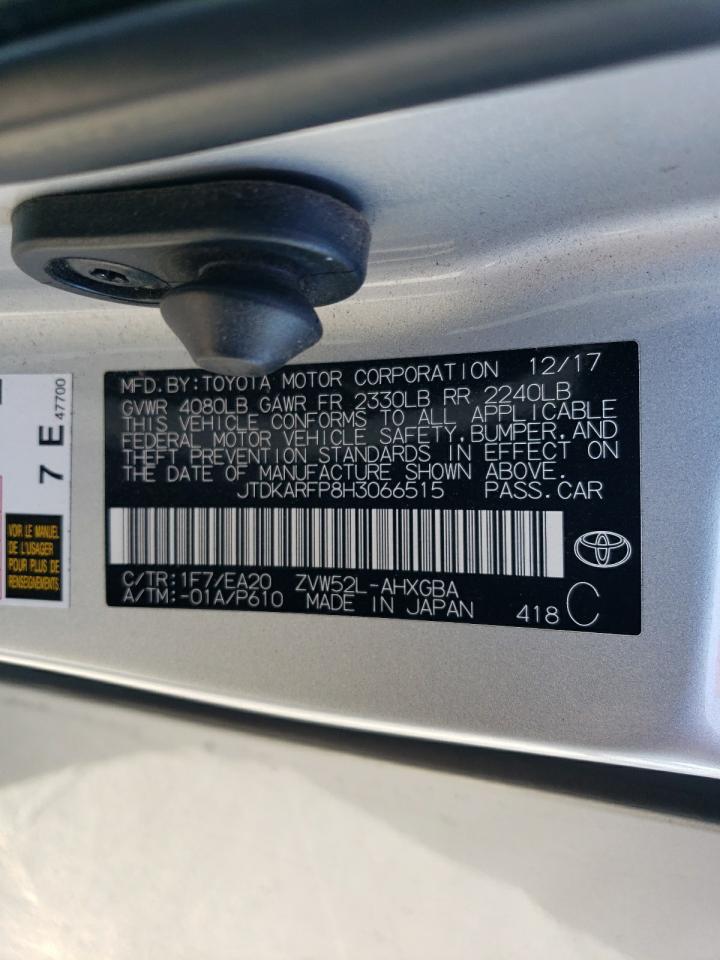 MFD. BY: TOYOTA MOTOR CORPORATION 12/17
GVWR 4080LB GAWR FR 2330LB RR 2240LB
THIS VEHICLE CONFORMS TO ALL APPLICABLE
FEDERAL MOTOR VEHICLE SAFETY, BUMPER, AND
THEFT PREVENTION STANDARDS IN EFFECT ON
THE DATE OF MANUFACTURE SHOWN ABOVE.
JTDKARFP8H3066515 PASS. CAR
C/TR: 1F7/EA20 ZVW52L-AHXGBA
A/TM: -01A/P610 MADE IN JAPAN 418 C
7 E 47700
VOIR LE MANUEL
DE L'USAGER
POUR PLUS DE
RENSEIGNEMENTS